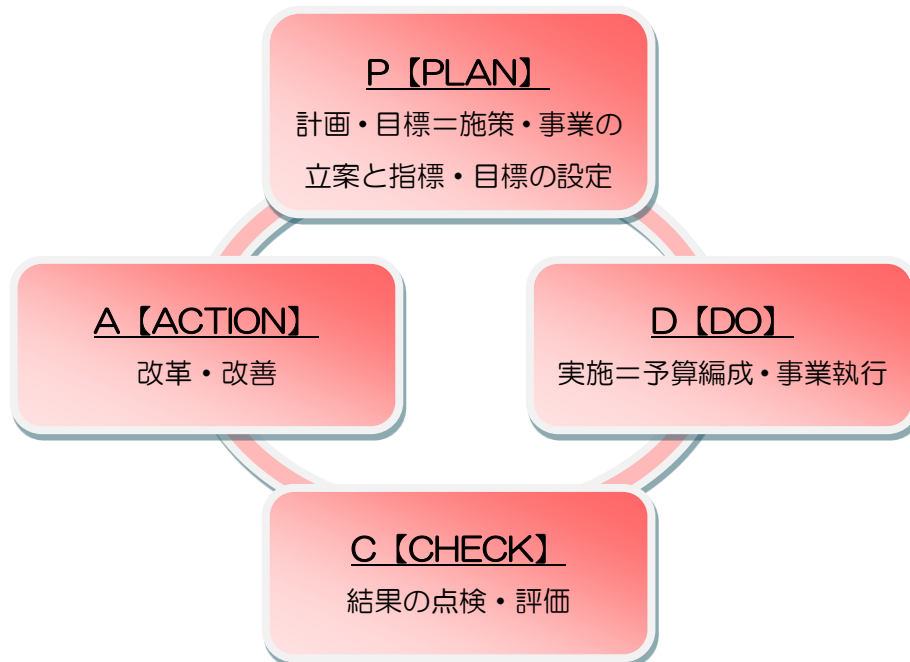 P【PLAN】
計画・目標＝施策・事業の
立案と指標・目標の設定
A【ACTION】
改革・改善
D【DO】
実施＝予算編成・事業執行
C【CHECK】
結果の点検・評価